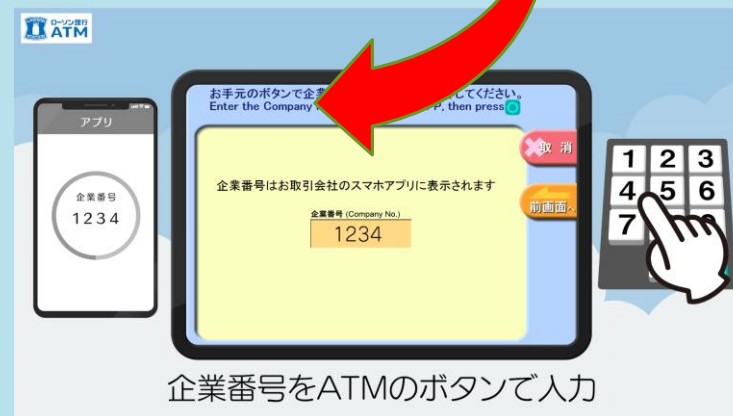 ローソン銀行
ATM
アプリ
企業番号
1234
お手元のボタンで企 してください。
Enter the Company P, then press
取消
企業番号はお取引会社のスマホアプリに表示されます
企業番号 (Company No.)
1234
前画面へ
1 2 3
4 5 6
7
企業番号をATMのボタンで入力